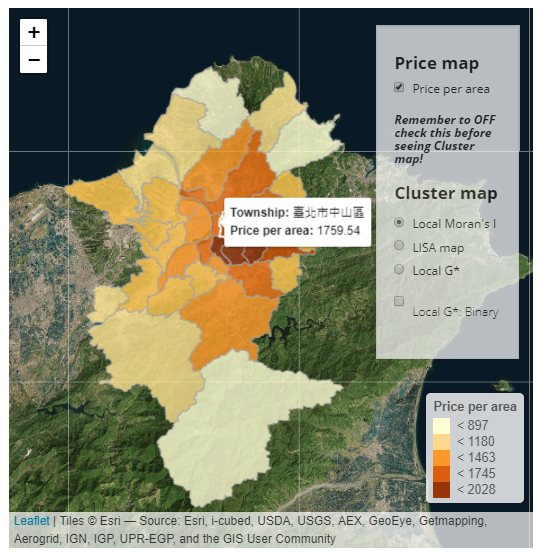 +
−
Price map
Price per area
Remember to OFF
check this before
seeing Cluster
map!
Cluster map
Local Moran's I
LISA map
Local G*
Local G*: Binary
Township: 臺北市中山區
Price per area: 1759.54
Price per area
< 897
< 1180
< 1463
< 1745
< 2028
Leaflet | Tiles © Esri — Source: Esri, i-cubed, USDA, USGS, AEX, GeoEye, Getmapping,
Aerogrid, IGN, IGP, UPR-EGP, and the GIS User Community